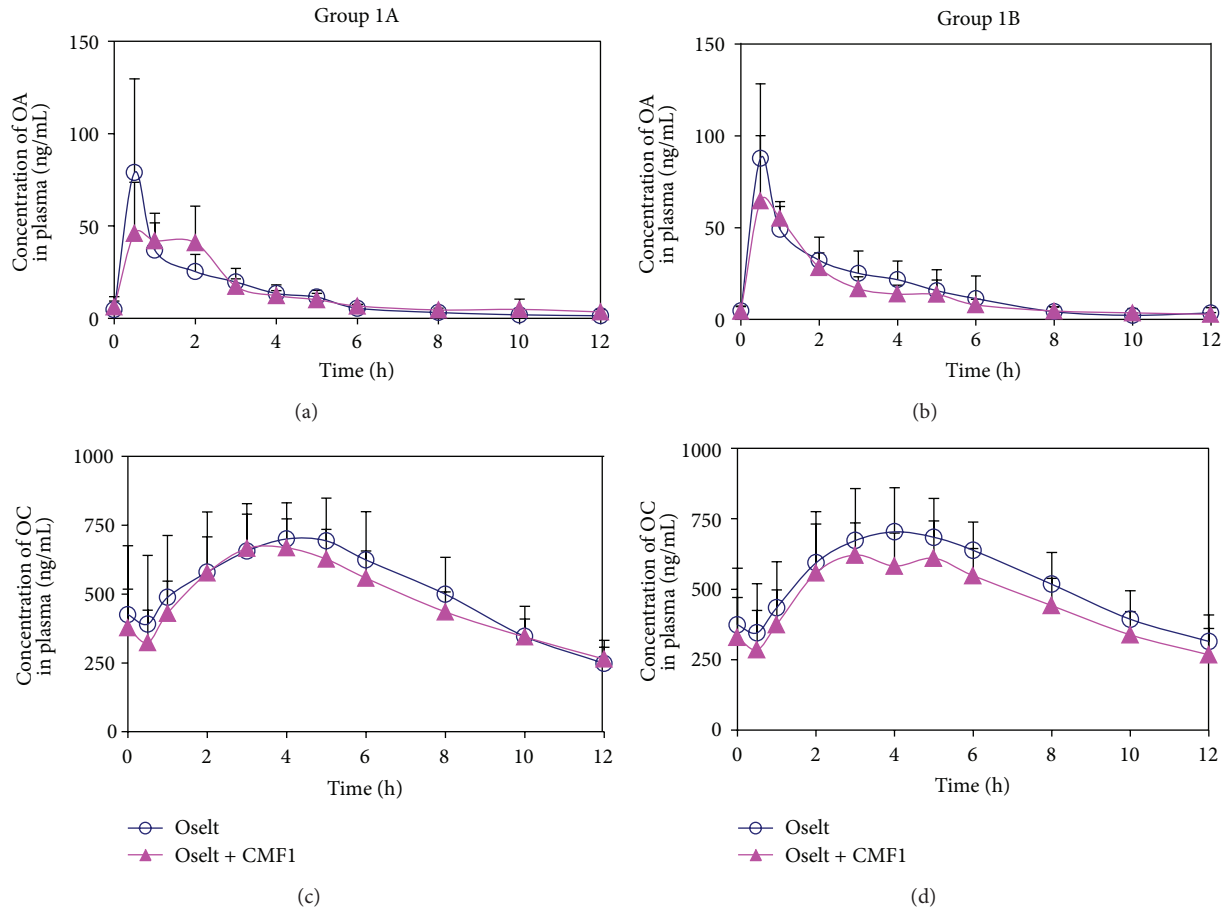 Group 1A
150
100
50
0
Concentration of OA
in plasma (ng/mL)
0 2 4 6 8 10 12
Time (h)
(a)
Group 1B
150
100
50
0
Concentration of OA
in plasma (ng/mL)
0 2 4 6 8 10 12
Time (h)
(b)
1000
750
500
250
0
Concentration of OC
in plasma (ng/mL)
0 2 4 6 8 10 12
Time (h)
Oselt
Oselt + CMF1
(c)
1000
750
500
250
0
Concentration of OC
in plasma (ng/mL)
0 2 4 6 8 10 12
Time (h)
Oselt
Oselt + CMF1
(d)